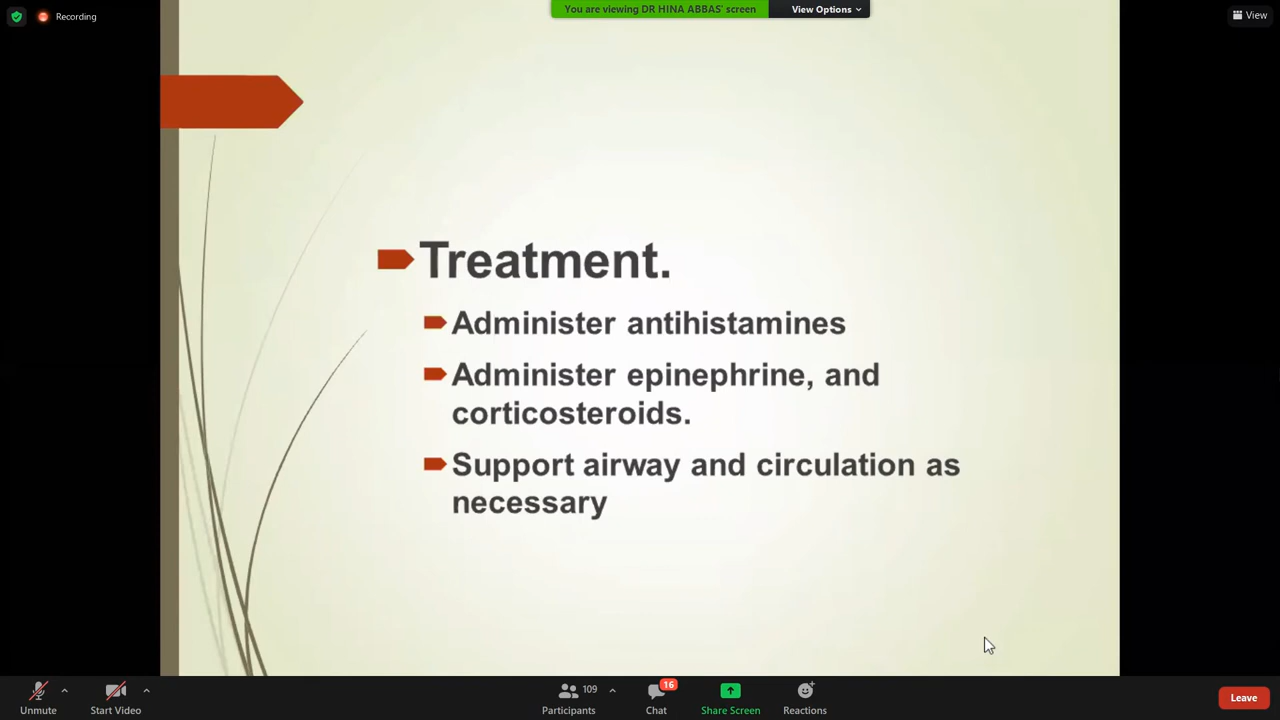 Recording
You are viewing DR HINA ABBAS' screen
View Options
View
Treatment.
Administer antihistamines
Administer epinephrine, and
corticosteroids.
Support airway and circulation as
necessary
Unmute
Start Video
109
Participants
16
Chat
Share Screen
Reactions
Leave